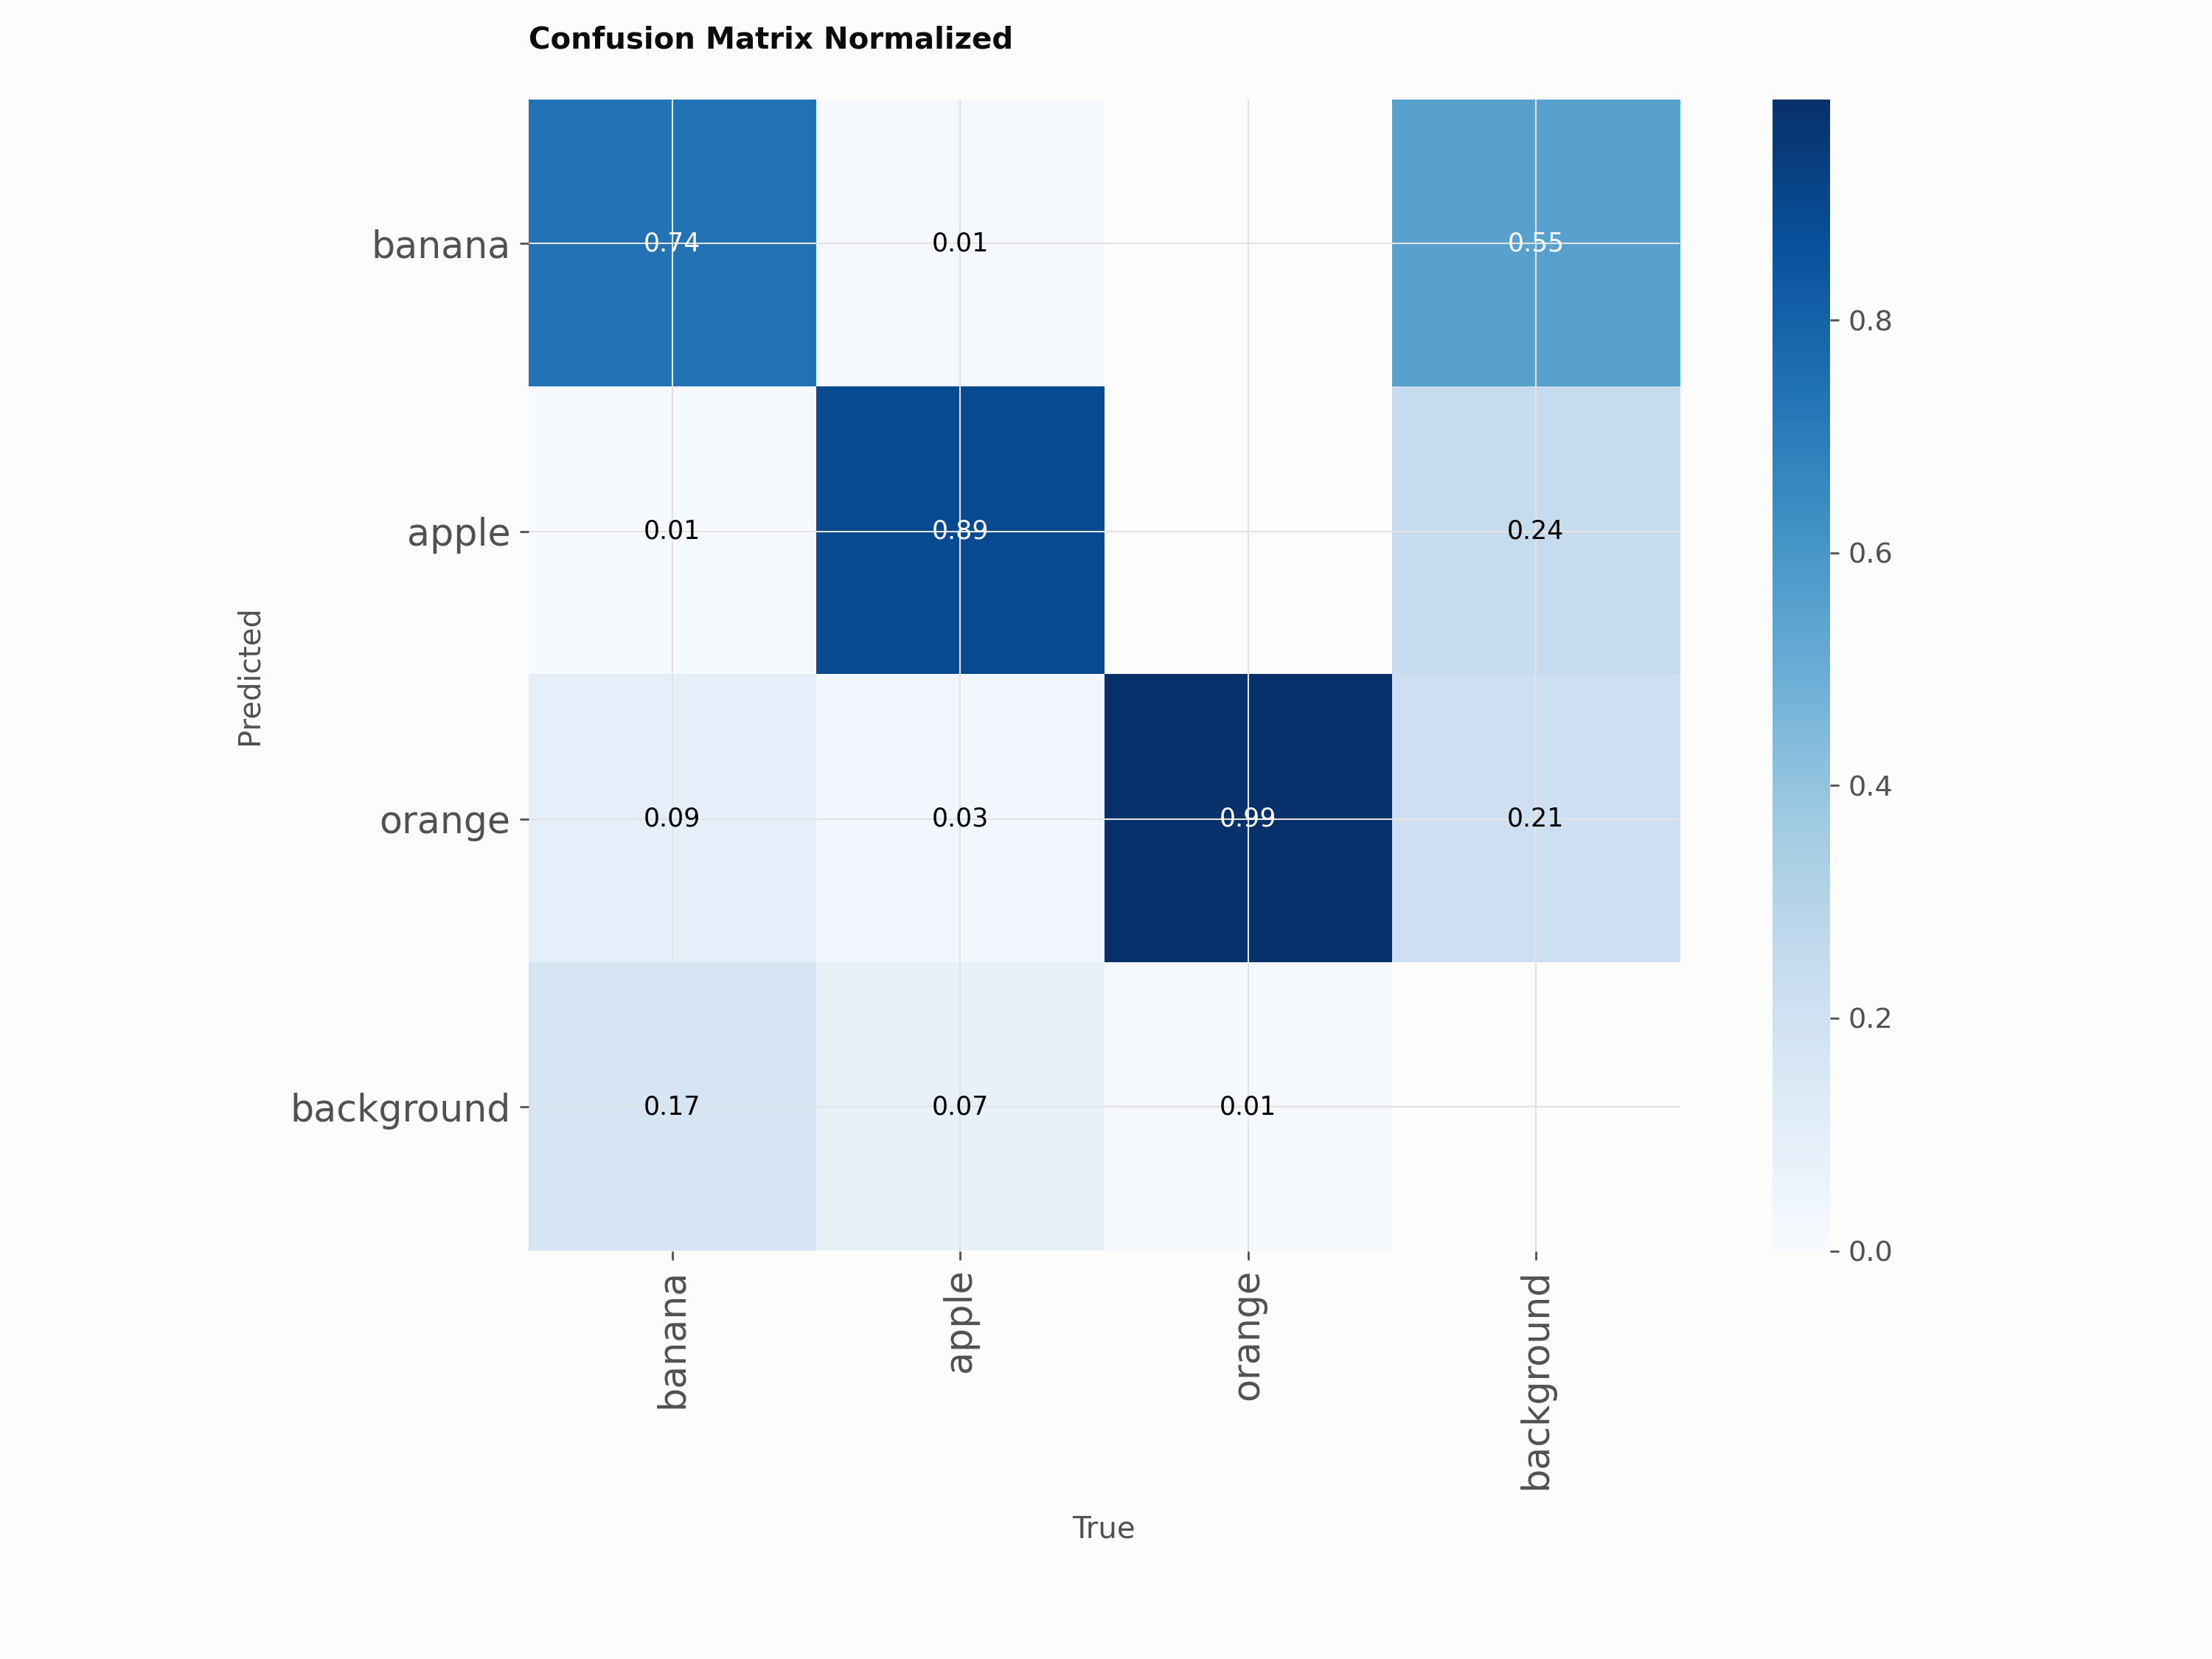 Confusion Matrix Normalized
banana
0.74
0.01
0.55
apple
0.01
0.89
0.24
orange
0.09
0.03
0.99
0.21
background
0.17
0.07
0.01
Predicted
banana
apple
orange
background
True
0.8
0.6
0.4
0.2
0.0